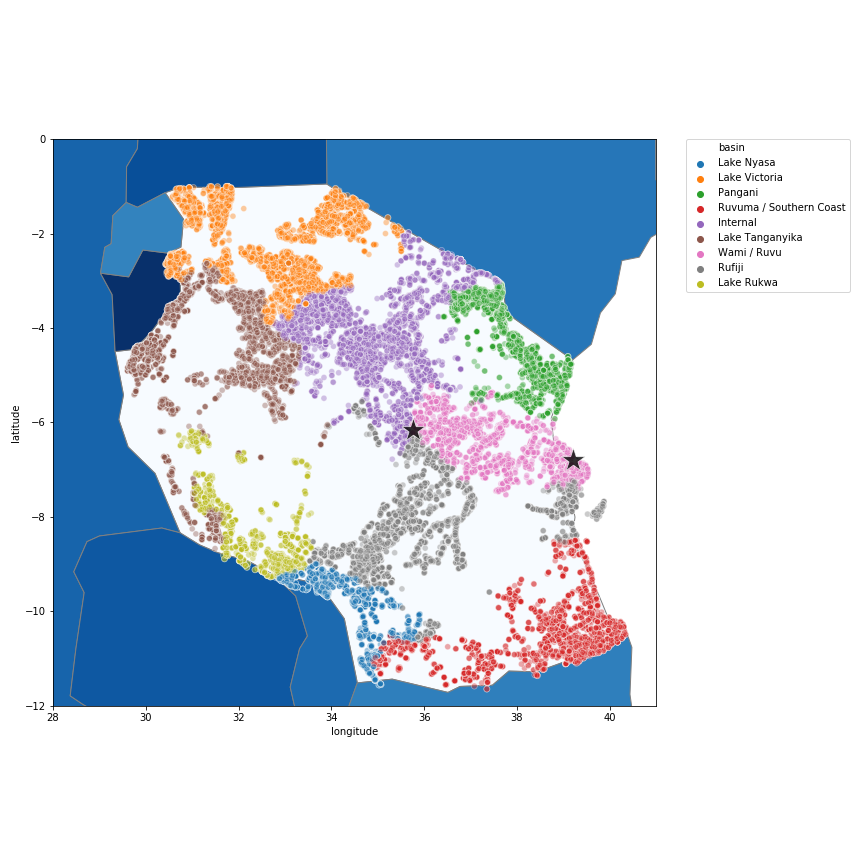 0
−2
−4
−6
−8
−10
−12
latitude
28
30
32
34
36
38
40
longitude
basin
Lake Nyasa
Lake Victoria
Pangani
Ruvuma / Southern Coast
Internal
Lake Tanganyika
Wami / Ruvu
Rufiji
Lake Rukwa